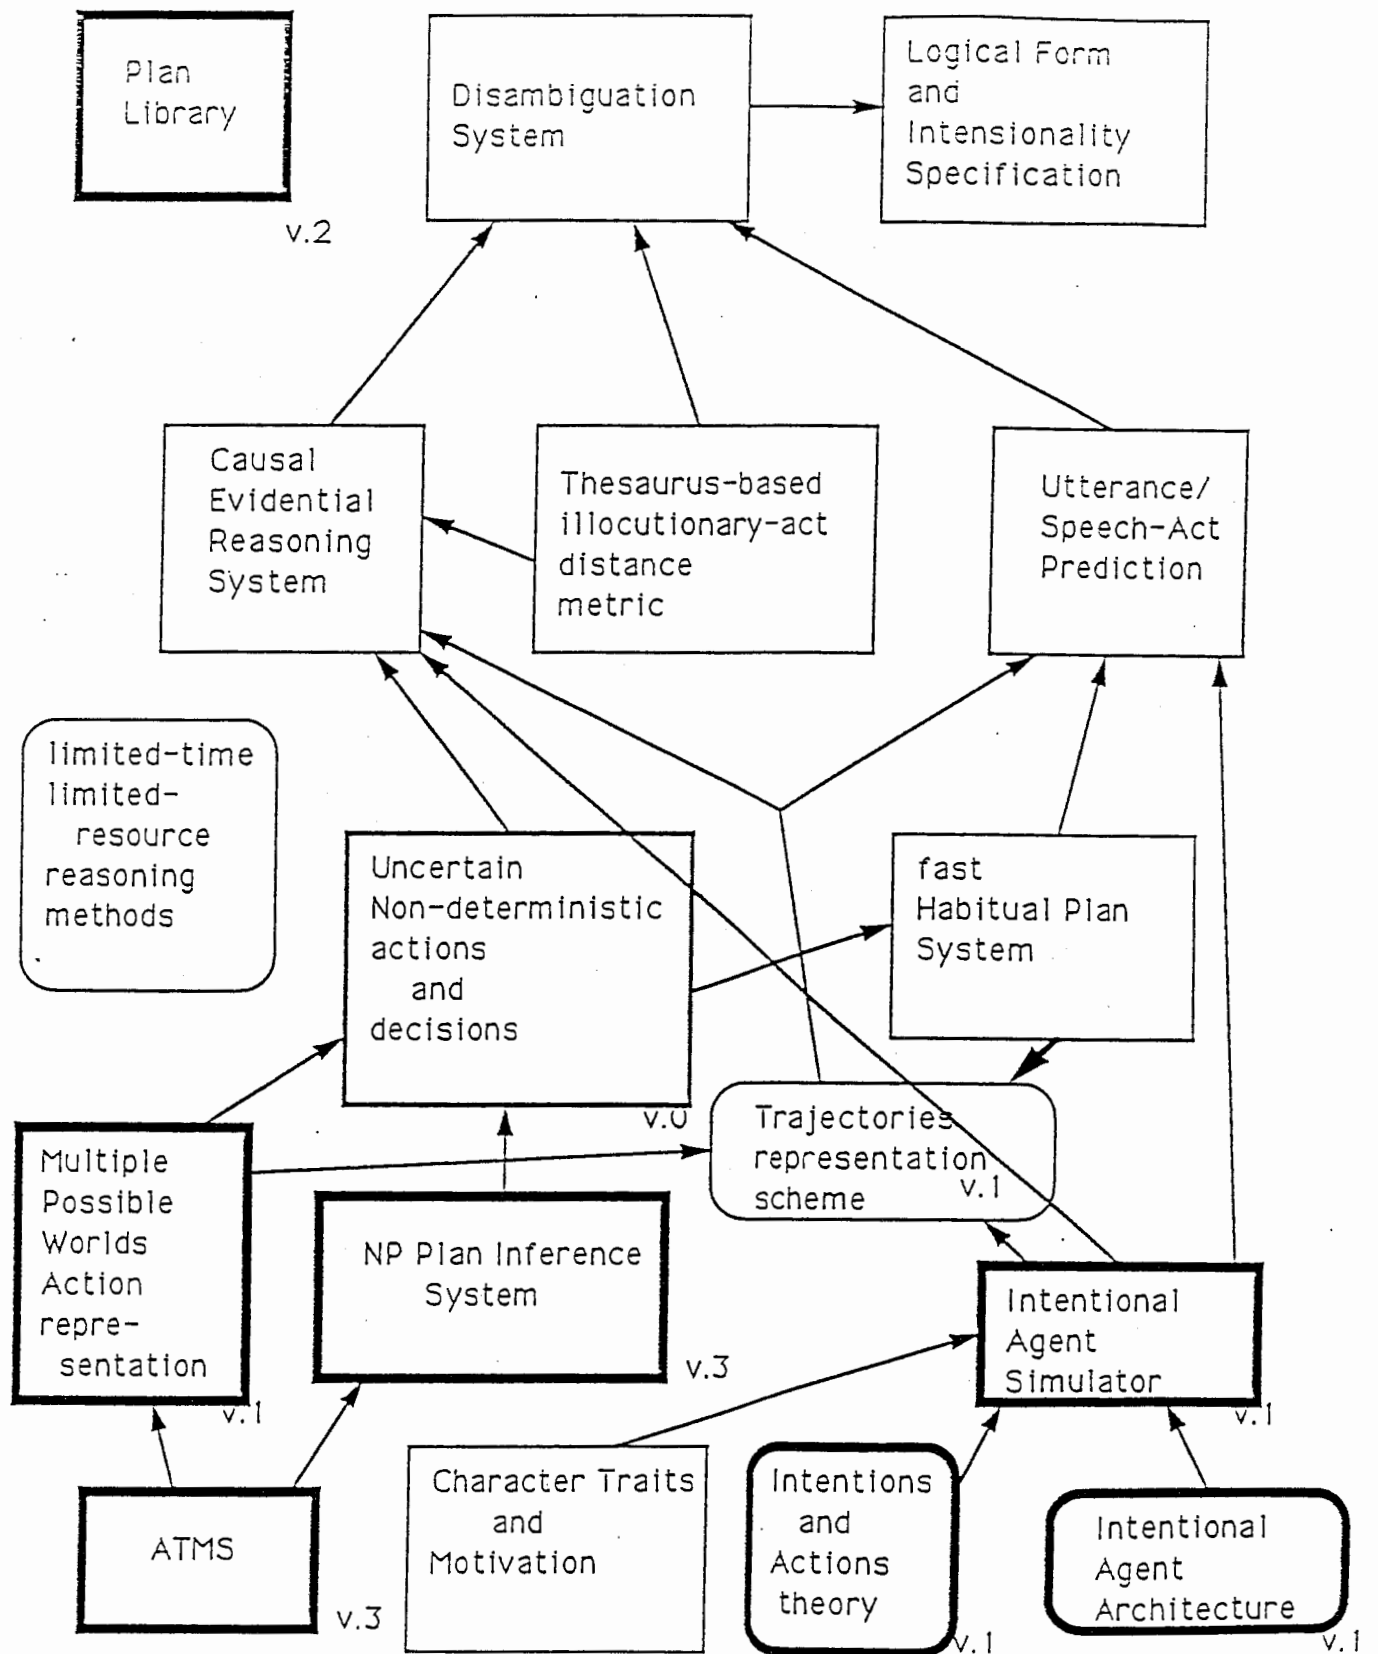 Plan
Library
v.2
Disambiguation
System
Logical Form
and
Intensionality
Specification
Causal
Evidential
Reasoning
System
Thesaurus-based
illocutionary-act
distance
metric
Utterance/
Speech-Act
Prediction
limited-time
limited-
resource
reasoning
methods
Uncertain
Non-deterministic
actions
and
decisions
v.0
fast
Habitual Plan
System
Trajectories
representation
scheme
v.1
Multiple
Possible
Worlds
Action
repre-
sentation
v.1
NP Plan Inference
System
v.3
Intentional
Agent
Simulator
v.1
ATMS
v.3
Character Traits
and
Motivation
Intentions
and
Actions
theory
v.1
Intentional
Agent
Architecture
v.1